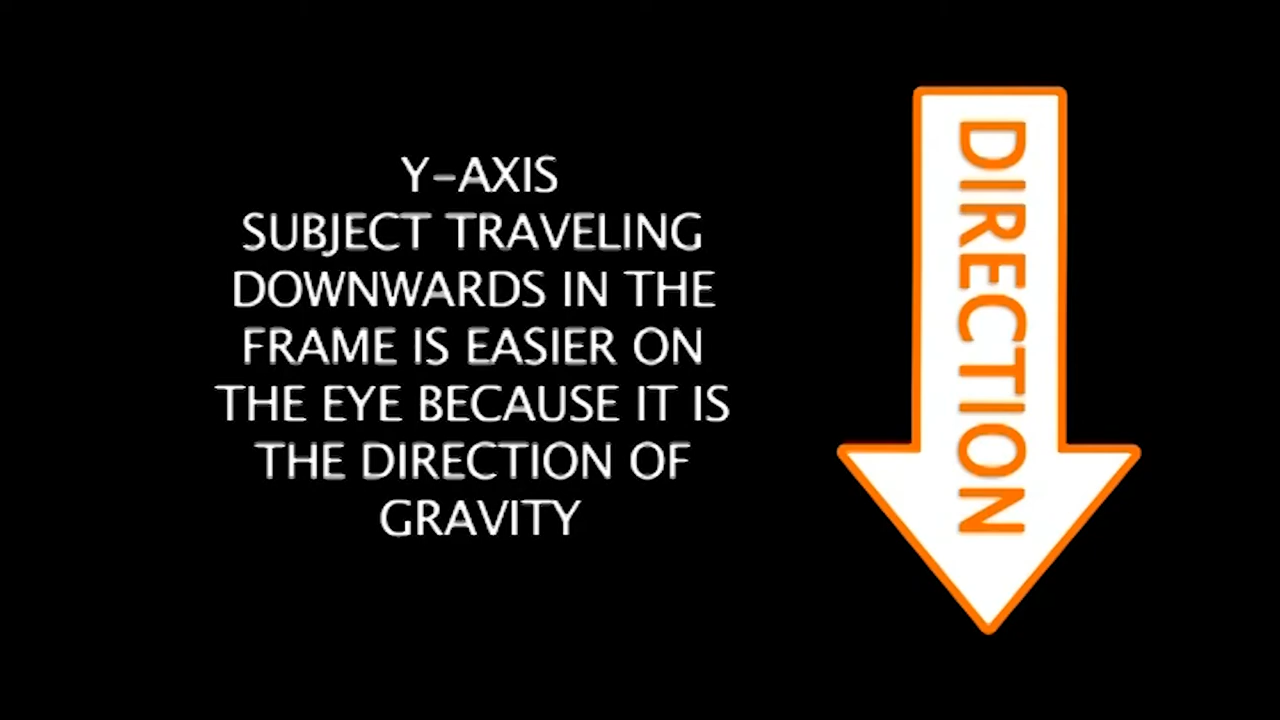 Y-AXIS
SUBJECT TRAVELING
DOWNWARDS IN THE
FRAME IS EASIER ON
THE EYE BECAUSE IT IS
THE DIRECTION OF
GRAVITY
DIRECTION